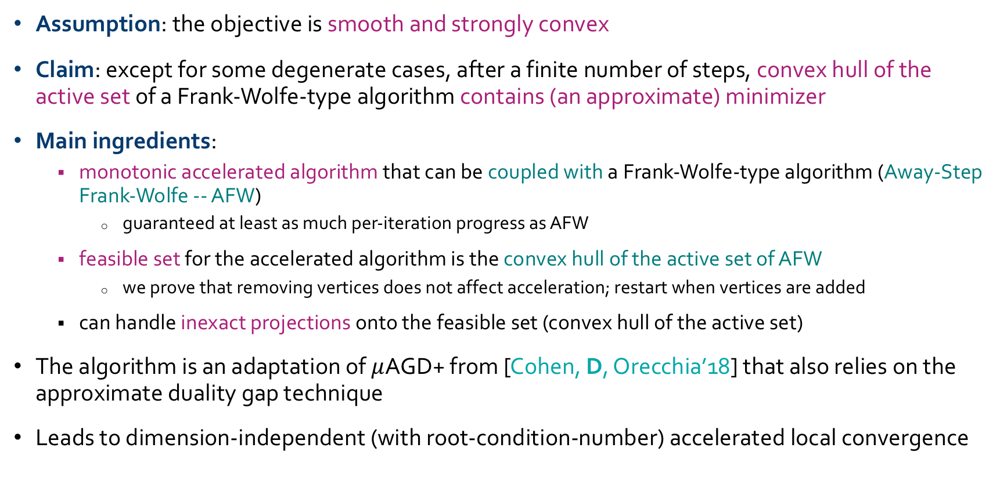 • Assumption: the objective is smooth and strongly convex
• Claim: except for some degenerate cases, after a finite number of steps, convex hull of the
active set of a Frank-Wolfe-type algorithm contains (an approximate) minimizer
• Main ingredients:
▪ monotonic accelerated algorithm that can be coupled with a Frank-Wolfe-type algorithm (Away-Step
Frank-Wolfe -- AFW)
○ guaranteed at least as much per-iteration progress as AFW
▪ feasible set for the accelerated algorithm is the convex hull of the active set of AFW
○ we prove that removing vertices does not affect acceleration; restart when vertices are added
▪ can handle inexact projections onto the feasible set (convex hull of the active set)
• The algorithm is an adaptation of 𝜇AGD+ from [Cohen, D, Orecchia’18] that also relies on the
approximate duality gap technique
• Leads to dimension-independent (with root-condition-number) accelerated local convergence